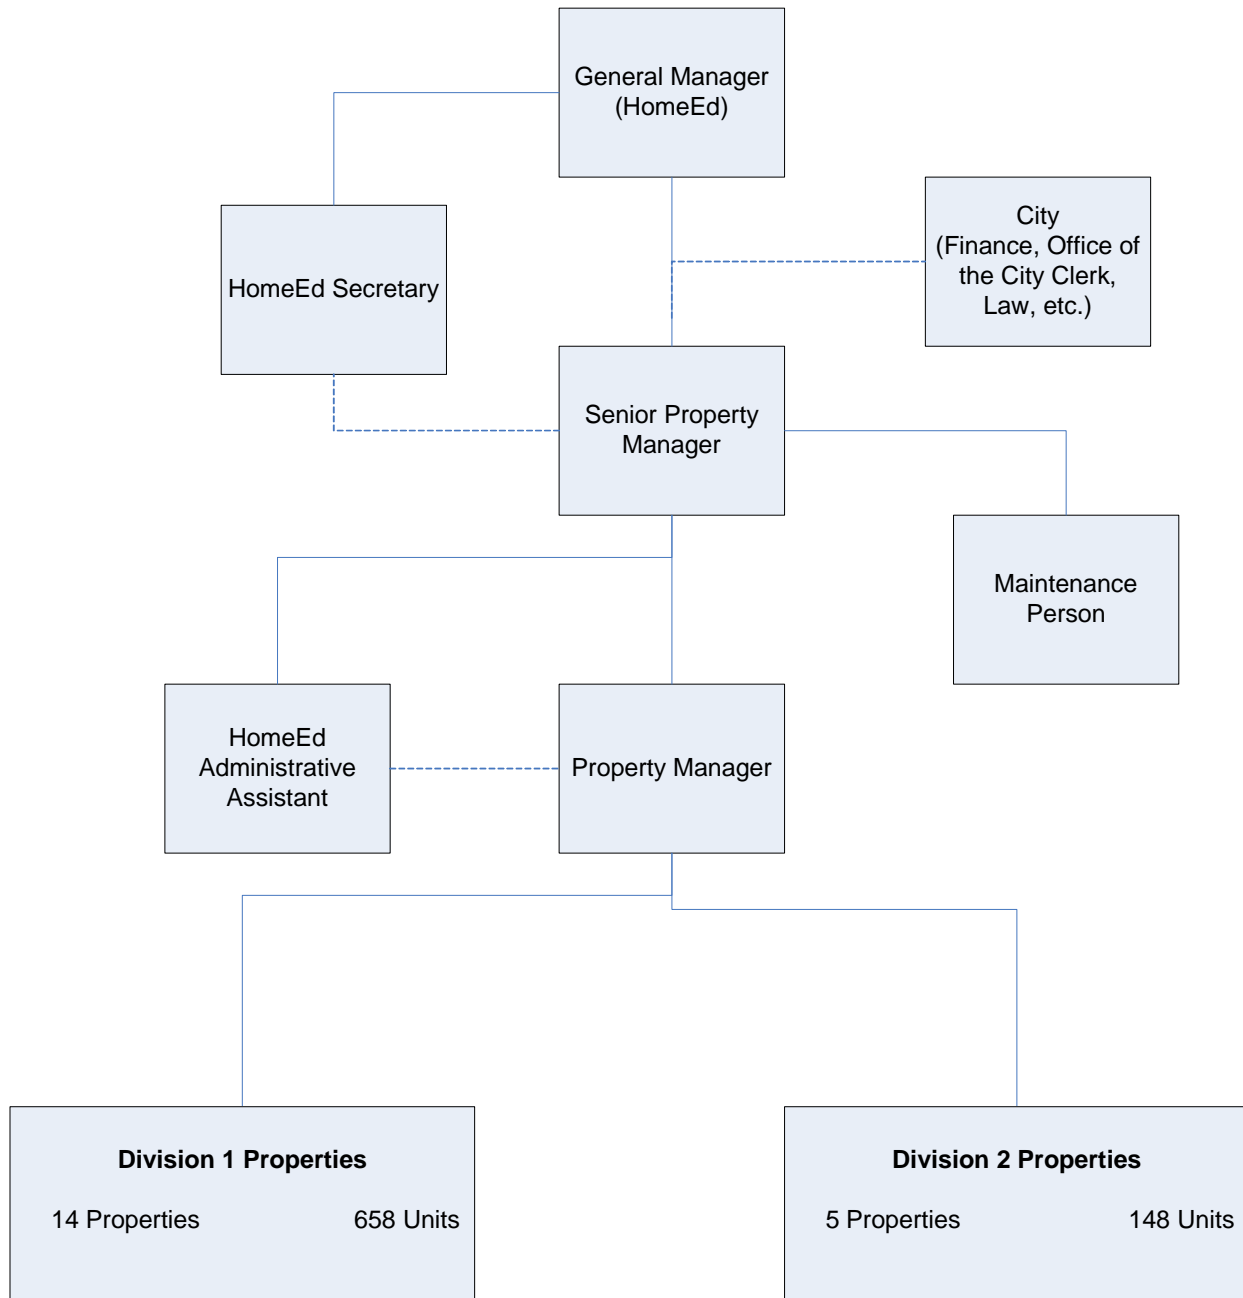 General Manager
(HomeEd)
City
(Finance, Office of
the City Clerk,
Law, etc.)
HomeEd Secretary
Senior Property
Manager
Maintenance
Person
HomeEd
Administrative
Assistant
Property Manager
Division 1 Properties
14 Properties 658 Units
Division 2 Properties
5 Properties 148 Units